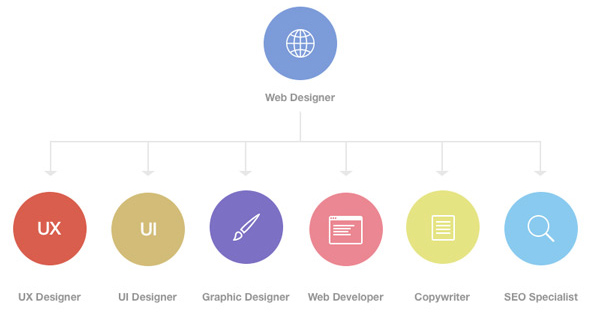 Web Designer
UX
UI
UX Designer
UI Designer
Graphic Designer
Web Developer
Copywriter
SEO Specialist